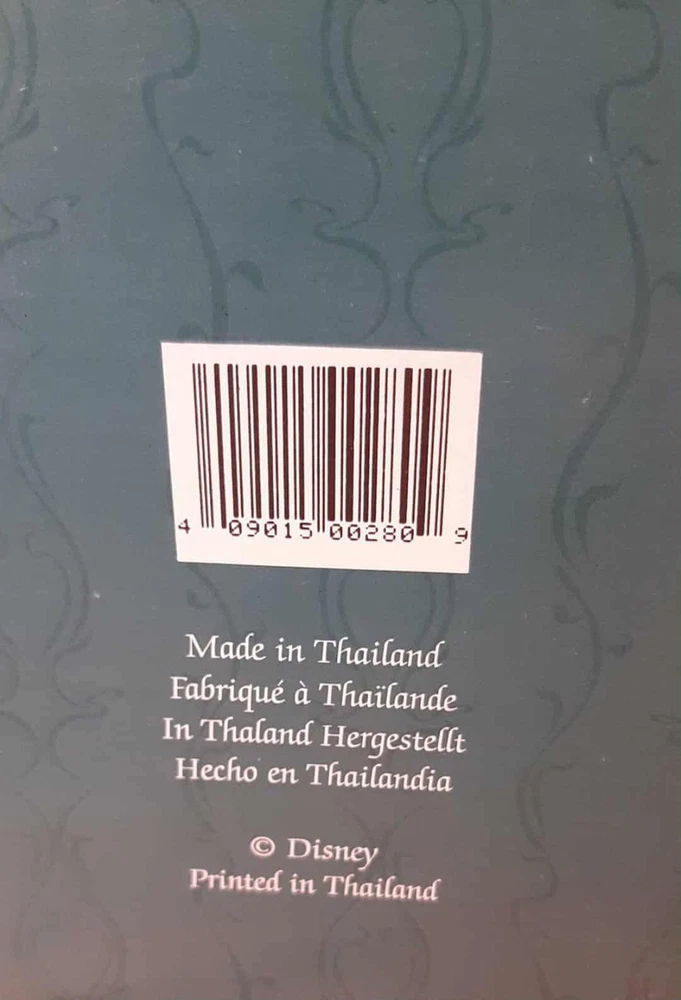 4 09015 00280 9
Made in Thailand
Fabriqué à Thaïlande
In Thaland Hergestellt
Hecho en Thailandia
© Disney
Printed in Thailand